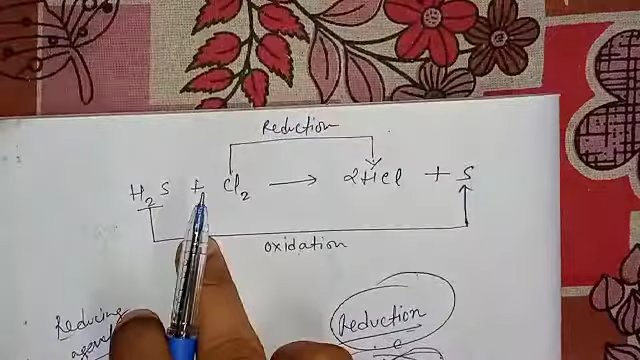 Reduction
H₂S + Cl₂ → 2HCl + S
oxidation
Reducing
Reduction